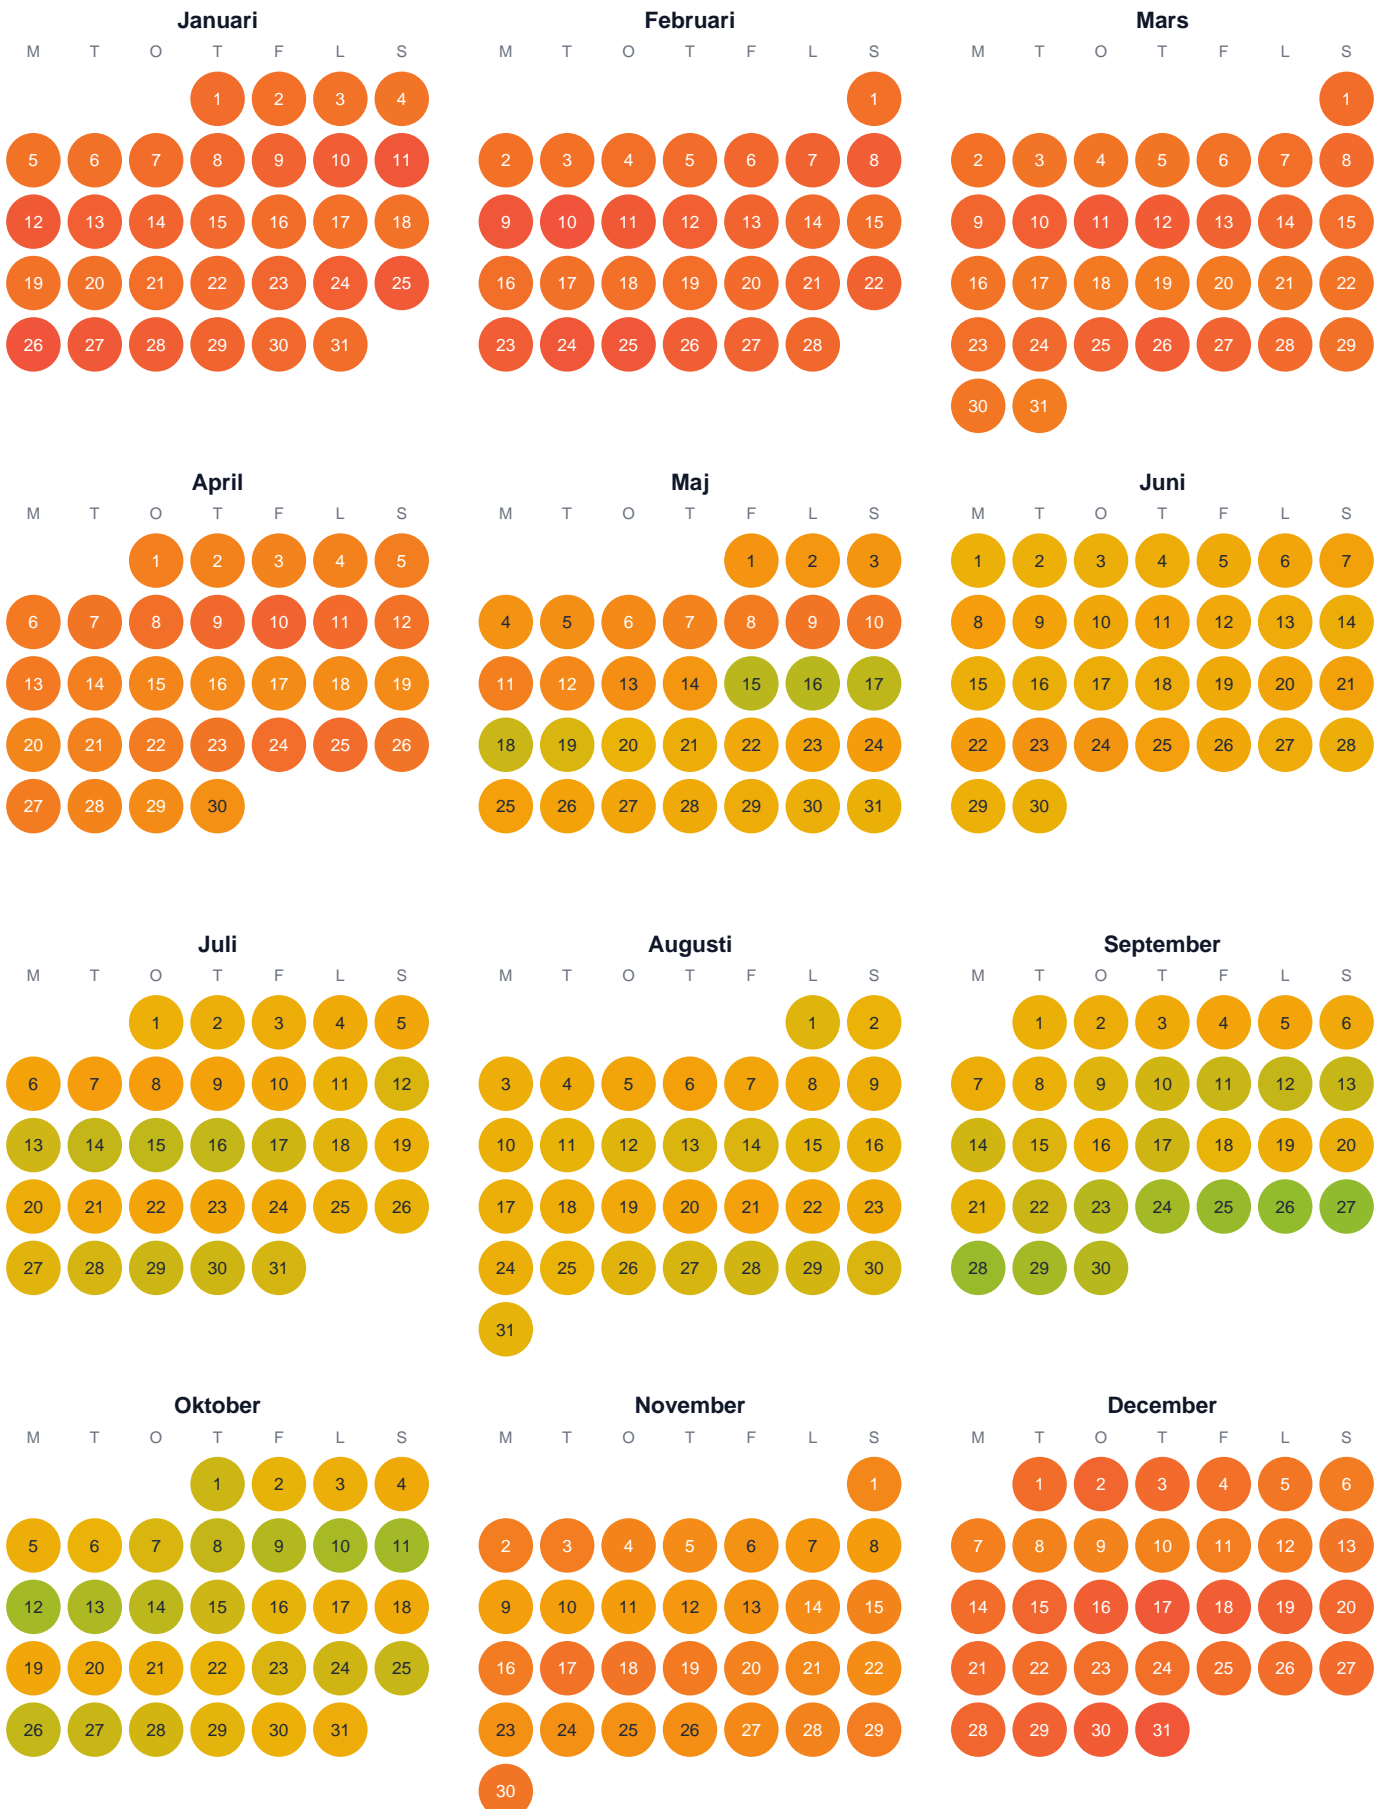 Januari Februari Mars
M T O T F L S M T O T F L S M T O T F L S
1 2 3 4 1 1
5 6 7 8 9 10 11 2 3 4 5 6 7 8 2 3 4 5 6 7 8
12 13 14 15 16 17 18 9 10 11 12 13 14 15 9 10 11 12 13 14 15
19 20 21 22 23 24 25 16 17 18 19 20 21 22 16 17 18 19 20 21 22
26 27 28 29 30 31 23 24 25 26 27 28 23 24 25 26 27 28 29
30 31
April Maj Juni
M T O T F L S M T O T F L S M T O T F L S
1 2 3 4 5 1 2 3 1 2 3 4 5 6 7
6 7 8 9 10 11 12 4 5 6 7 8 9 10 8 9 10 11 12 13 14
13 14 15 16 17 18 19 11 12 13 14 15 16 17 15 16 17 18 19 20 21
20 21 22 23 24 25 26 18 19 20 21 22 23 24 22 23 24 25 26 27 28
27 28 29 30 25 26 27 28 29 30 31 29 30
Juli Augusti September
M T O T F L S M T O T F L S M T O T F L S
1 2 3 4 5 1 2 1 2 3 4 5 6
6 7 8 9 10 11 12 3 4 5 6 7 8 9 7 8 9 10 11 12 13
13 14 15 16 17 18 19 10 11 12 13 14 15 16 14 15 16 17 18 19 20
20 21 22 23 24 25 26 17 18 19 20 21 22 23 21 22 23 24 25 26 27
27 28 29 30 31 24 25 26 27 28 29 30 28 29 30
31
Oktober November December
M T O T F L S M T O T F L S M T O T F L S
1 2 3 4 1 1 2 3 4 5 6
5 6 7 8 9 10 11 2 3 4 5 6 7 8 7 8 9 10 11 12 13
12 13 14 15 16 17 18 9 10 11 12 13 14 15 14 15 16 17 18 19 20
19 20 21 22 23 24 25 16 17 18 19 20 21 22 21 22 23 24 25 26 27
26 27 28 29 30 31 23 24 25 26 27 28 29 28 29 30 31
30